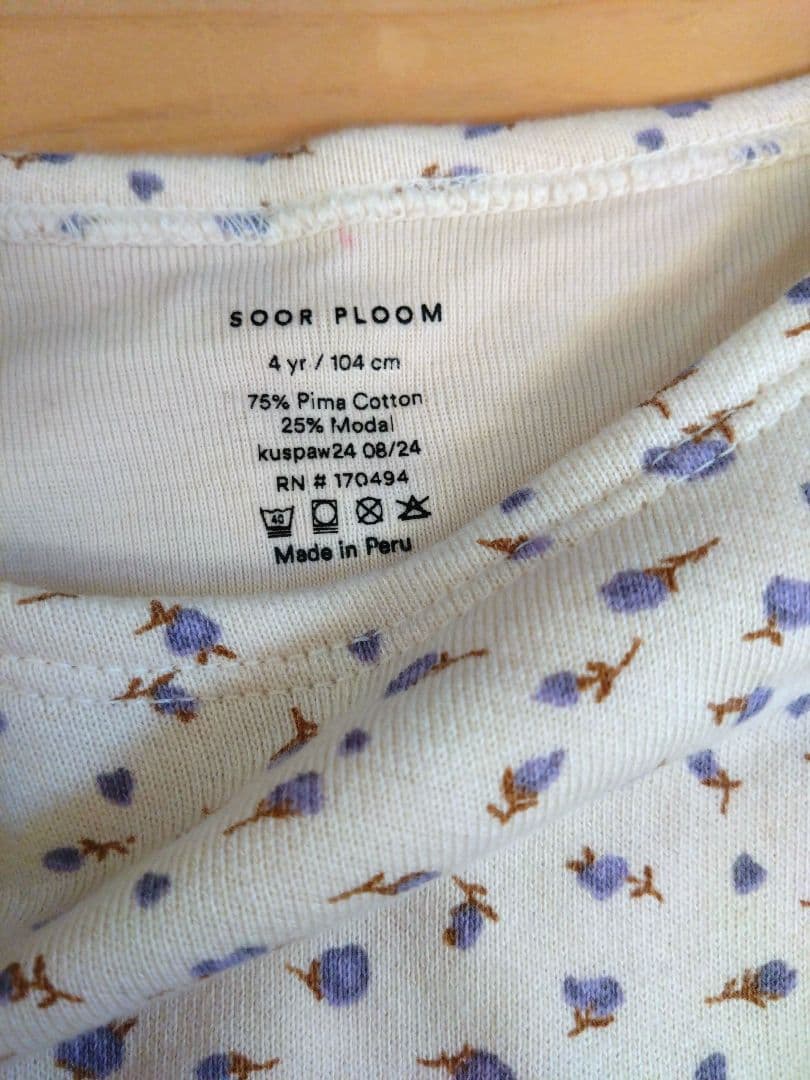 SOOR PLOOM
4 yr / 104 cm
75% Pima Cotton
25% Modal
kuspaw24 08/24
RN # 170494
40
Made in Peru